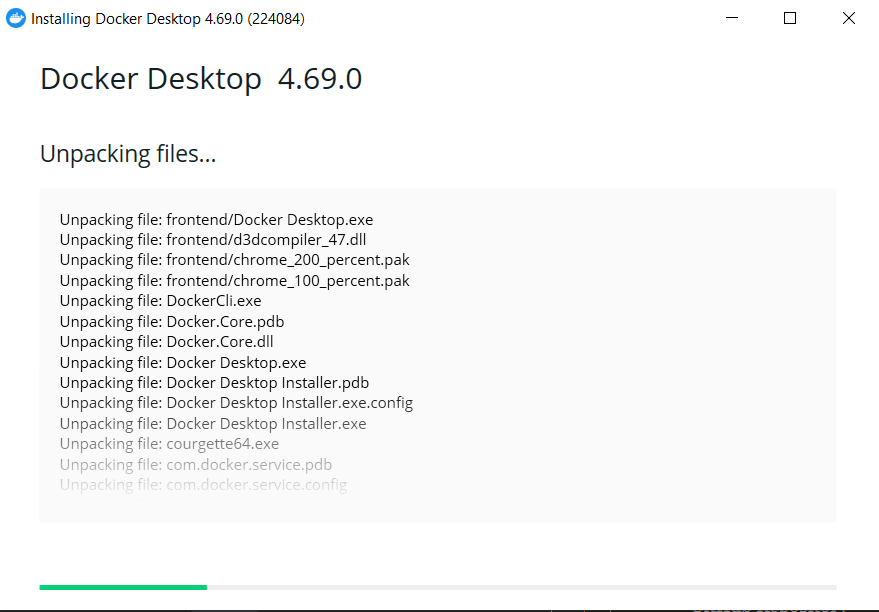 Installing Docker Desktop 4.69.0 (224084)
Docker Desktop 4.69.0
Unpacking files...
Unpacking file: frontend/Docker Desktop.exe
Unpacking file: frontend/d3dcompiler_47.dll
Unpacking file: frontend/chrome_200_percent.pak
Unpacking file: frontend/chrome_100_percent.pak
Unpacking file: DockerCli.exe
Unpacking file: Docker.Core.pdb
Unpacking file: Docker.Core.dll
Unpacking file: Docker Desktop.exe
Unpacking file: Docker Desktop Installer.pdb
Unpacking file: Docker Desktop Installer.exe.config
Unpacking file: Docker Desktop Installer.exe
Unpacking file: courgette64.exe
Unpacking file: com.docker.service.pdb
Unpacking file: com.docker.service.config